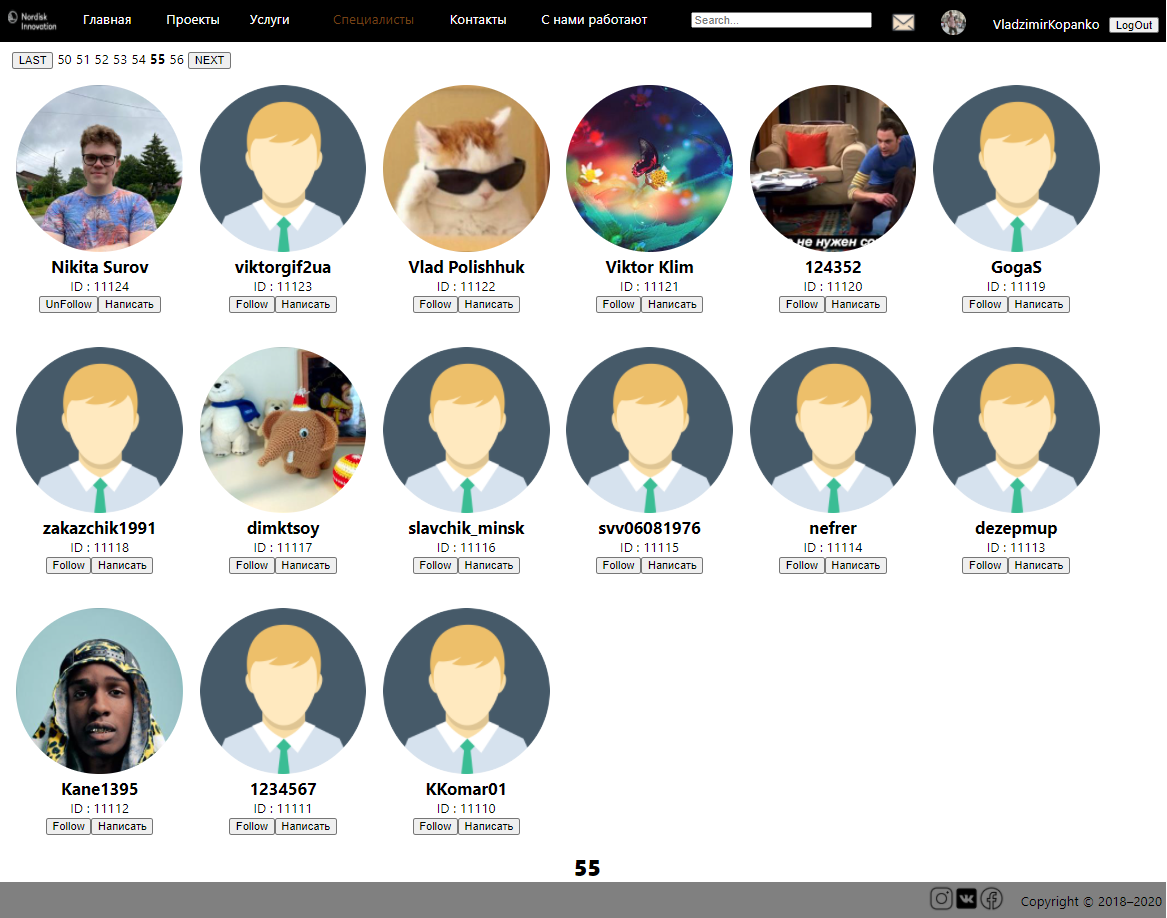 Nordisk Innovation Главная Проекты Услуги Специалисты Контакты С нами работают Search... VladzimirKopanko LogOut
LAST 50 51 52 53 54 55 56 NEXT
не нужен со
Nikita Surov viktorgif2ua Vlad Polishhuk Viktor Klim 124352 GogaS
ID : 11124 ID : 11123 ID : 11122 ID : 11121 ID : 11120 ID : 11119
UnFollow Написать Follow Написать Follow Написать Follow Написать Follow Написать Follow Написать
zakazchik1991 dimktsoy slavchik_minsk svv06081976 nefrer dezepmup
ID : 11118 ID : 11117 ID : 11116 ID : 11115 ID : 11114 ID : 11113
Follow Написать Follow Написать Follow Написать Follow Написать Follow Написать Follow Написать
Kane1395 1234567 KKomar01
ID : 11112 ID : 11111 ID : 11110
Follow Написать Follow Написать Follow Написать
55
Copyright © 2018–2020